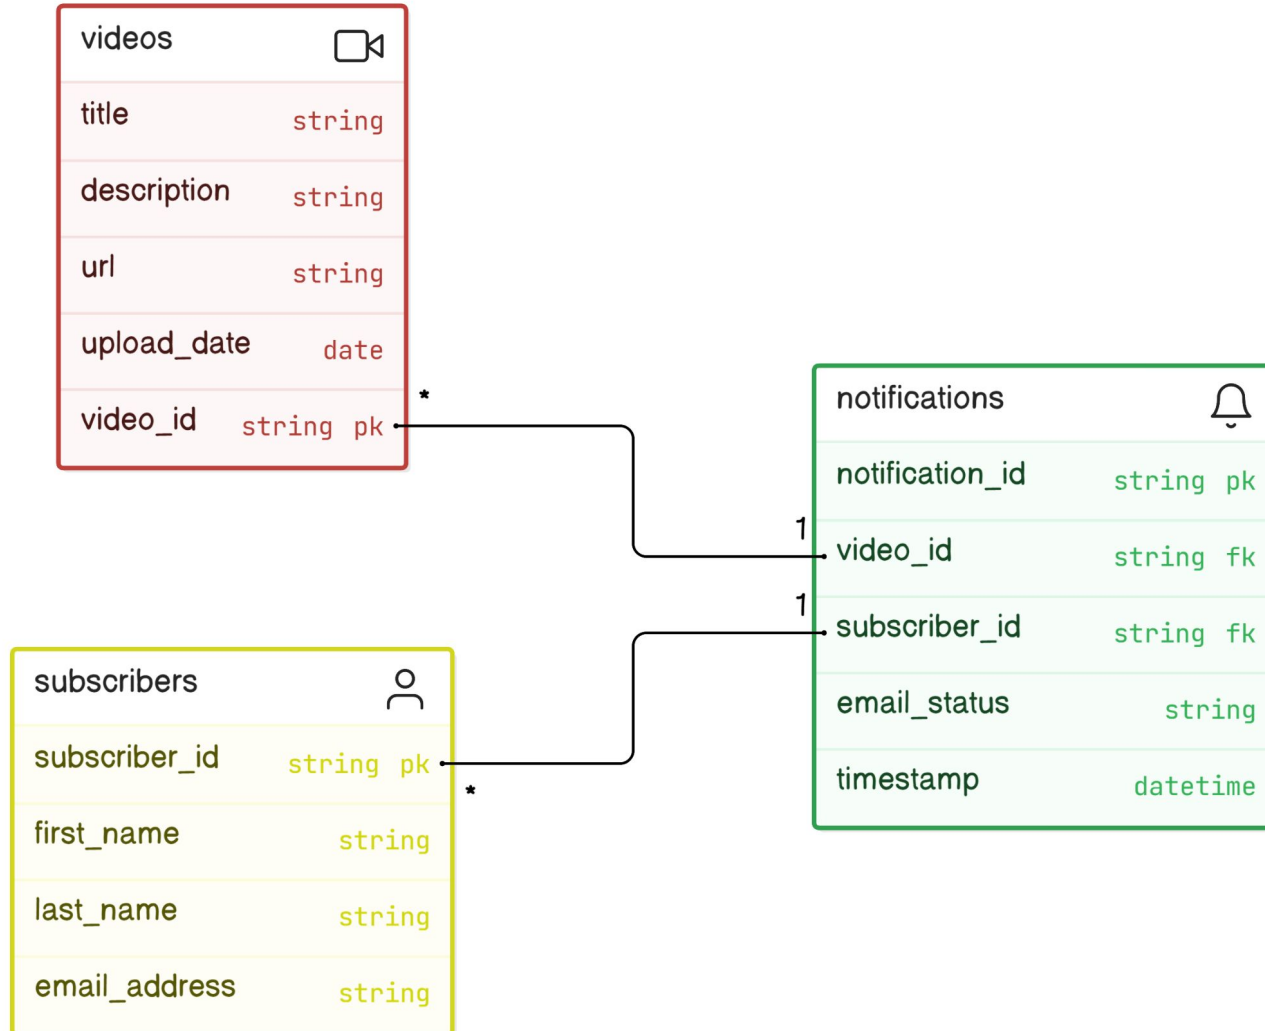 videos
title string
description string
url string
upload_date date
video_id string pk
*
notifications
notification_id string pk
1
video_id string fk
1
subscriber_id string fk
email_status string
timestamp datetime
subscribers
subscriber_id string pk
*
first_name string
last_name string
email_address string